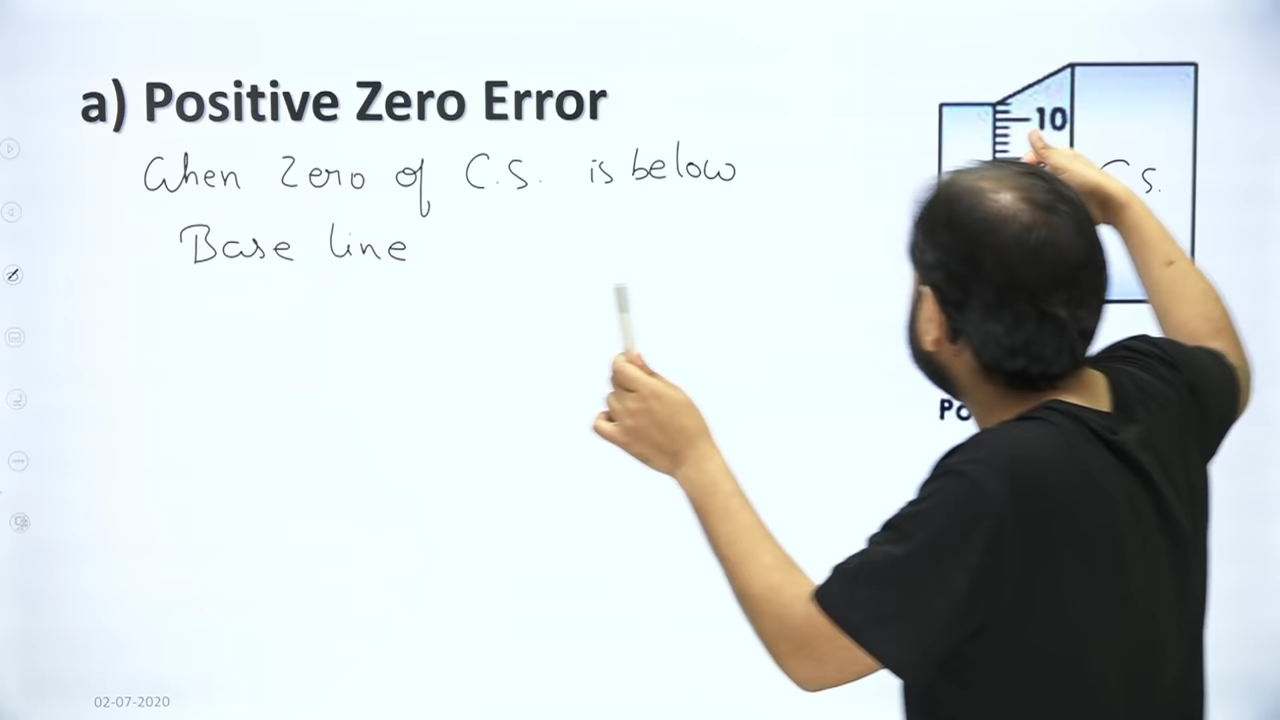 a) Positive Zero Error
When Zero of C.S. is below
Base line
10
C S.
02-07-2020